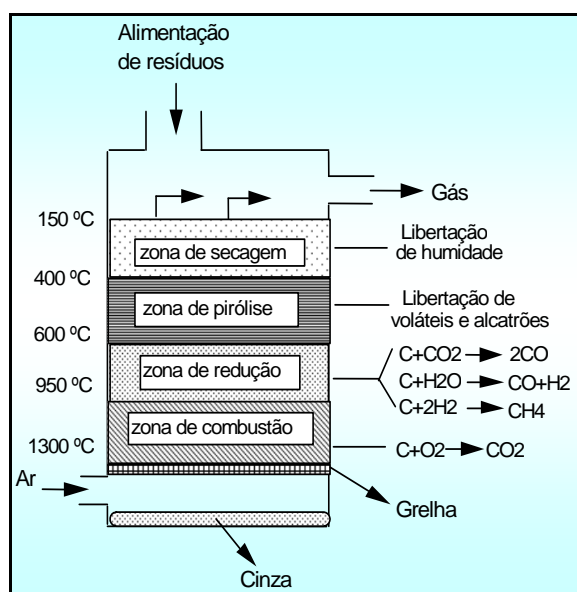 Alimentação
de resíduos
Gás
150 ºC
zona de secagem
Libertação
de humidade
400 ºC
zona de pirólise
Libertação de
voláteis e alcatrões
600 ºC
zona de redução
C+CO2 2CO
C+H2O CO+H2
C+2H2 CH4
950 ºC
zona de combustão
C+O2 CO2
1300 ºC
Ar
Grelha
Cinza